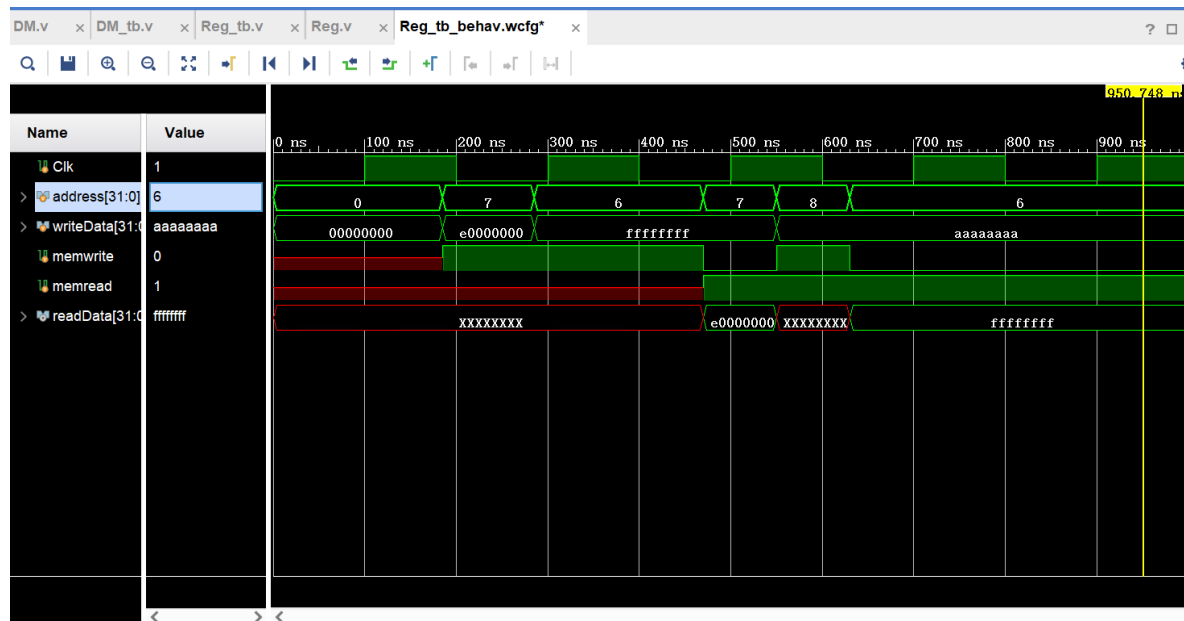 DM.v × DM_tb.v × Reg_tb.v × Reg.v × Reg_tb_behav.wcfg* × ?
950.748 n
Name Value 0 ns 100 ns 200 ns 300 ns 400 ns 500 ns 600 ns 700 ns 800 ns 900 ns
Clk 1
address[31:0] 6 0 7 6 7 8 6
writeData[31:0 aaaaaaaa 00000000 e0000000 ffffffff aaaaaaaa
memwrite 0
memread 1
readData[31:0 ffffffff XXXXXXXX e0000000 XXXXXXXX ffffffff